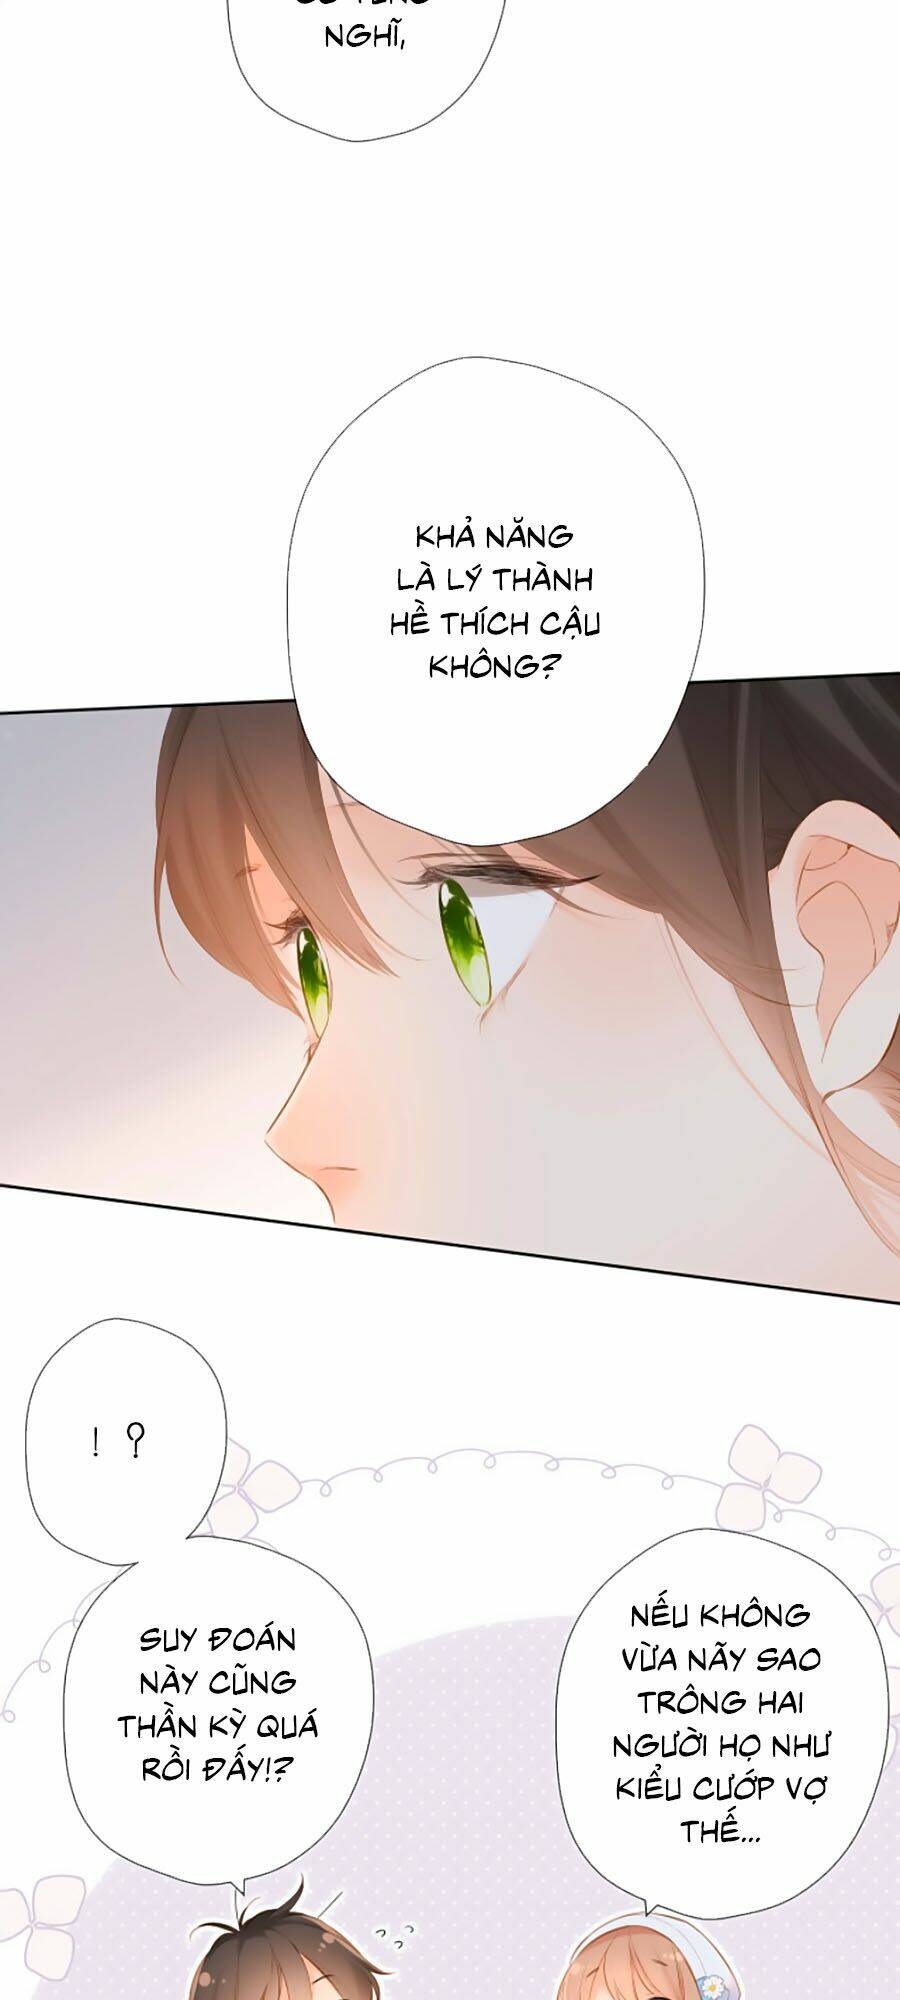 NGHĨ,
KHẢ NĂNG
LÀ LÝ THÀNH
HỀ THÍCH CẬU
KHÔNG?
! ?
SUY ĐOÁN
NÀY CŨNG
THẦN KỲ QUÁ
RỒI ĐẤY!?
NẾU KHÔNG
VỪA NÃY SAO
TRÔNG HAI
NGƯỜI HỌ NHƯ
KIỂU CƯỚP VỢ
THẾ...